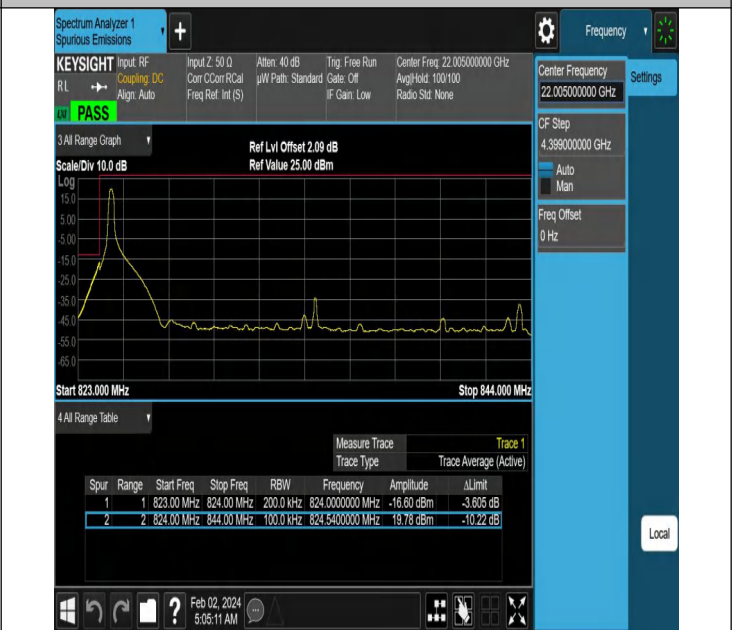 Spectrum Analyzer 1
Spurious Emissions
+
Frequency
KEYSIGHT
RL
LXI
PASS
Input: RF
Coupling: DC
Align: Auto
Input Z: 50 Ω
Corr CCorr RCal
Freq Ref: Int (S)
Atten: 40 dB
µW Path: Standard
Trig: Free Run
Gate: Off
IF Gain: Low
Center Freq: 22.005000000 GHz
Avg|Hold: 100/100
Radio Std: None
Center Frequency
22.005000000 GHz
Settings
CF Step
4.399000000 GHz
Auto
Man
Freq Offset
0 Hz
3 All Range Graph
Scale/Div 10.0 dB
Ref Lvl Offset 2.09 dB
Ref Value 25.00 dBm
Log
15.0
5.00
-5.00
-15.0
-25.0
-35.0
-45.0
-55.0
-65.0
Start 823.000 MHz
Stop 844.000 MHz
4 All Range Table
Measure Trace Trace 1
Trace Type Trace Average (Active)
Spur Range Start Freq Stop Freq RBW Frequency Amplitude ΔLimit
1 1 823.00 MHz 824.00 MHz 200.0 kHz 824.0000000 MHz -16.60 dBm -3.605 dB
2 2 824.00 MHz 844.00 MHz 100.0 kHz 824.5400000 MHz 19.78 dBm -10.22 dB
Local
?
Feb 02, 2024
5:05:11 AM